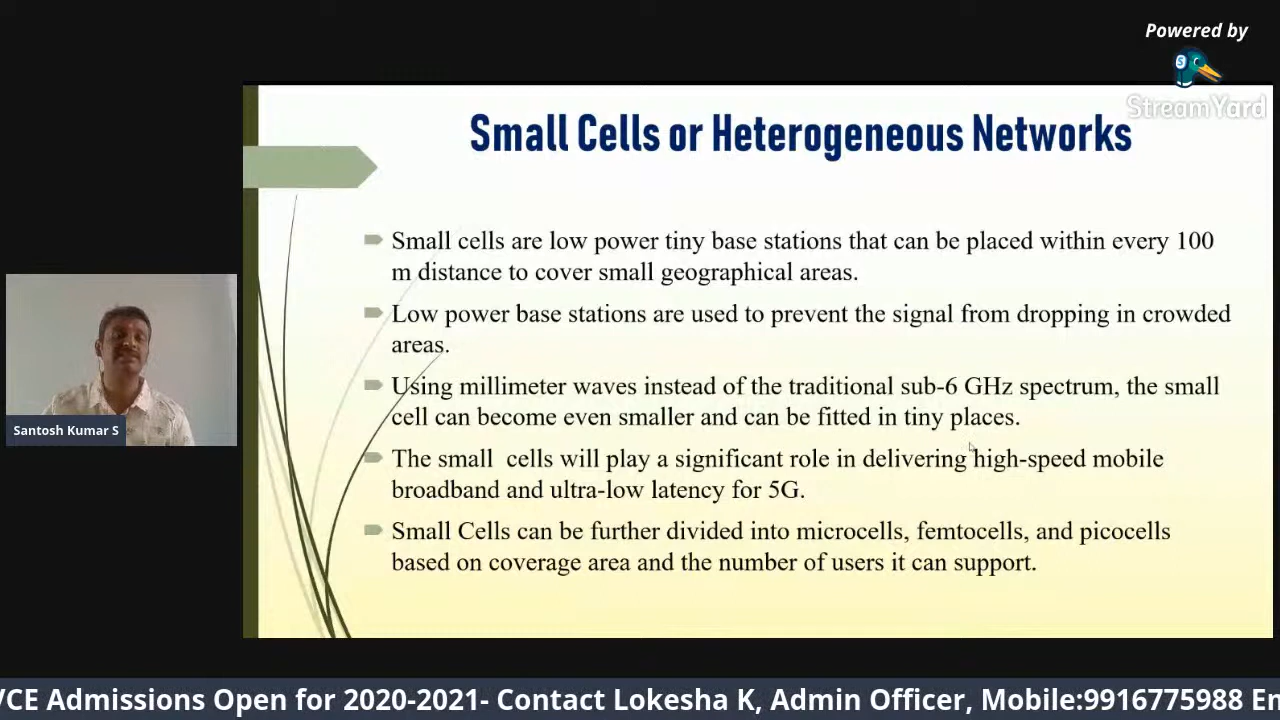 Powered by
StreamYard
Small Cells or Heterogeneous Networks
Small cells are low power tiny base stations that can be placed within every 100
m distance to cover small geographical areas.
Low power base stations are used to prevent the signal from dropping in crowded
areas.
Using millimeter waves instead of the traditional sub-6 GHz spectrum, the small
cell can become even smaller and can be fitted in tiny places.
The small cells will play a significant role in delivering high-speed mobile
broadband and ultra-low latency for 5G.
Small Cells can be further divided into microcells, femtocells, and picocells
based on coverage area and the number of users it can support.
Santosh Kumar S
/CE Admissions Open for 2020-2021- Contact Lokesha K, Admin Officer, Mobile:9916775988 En